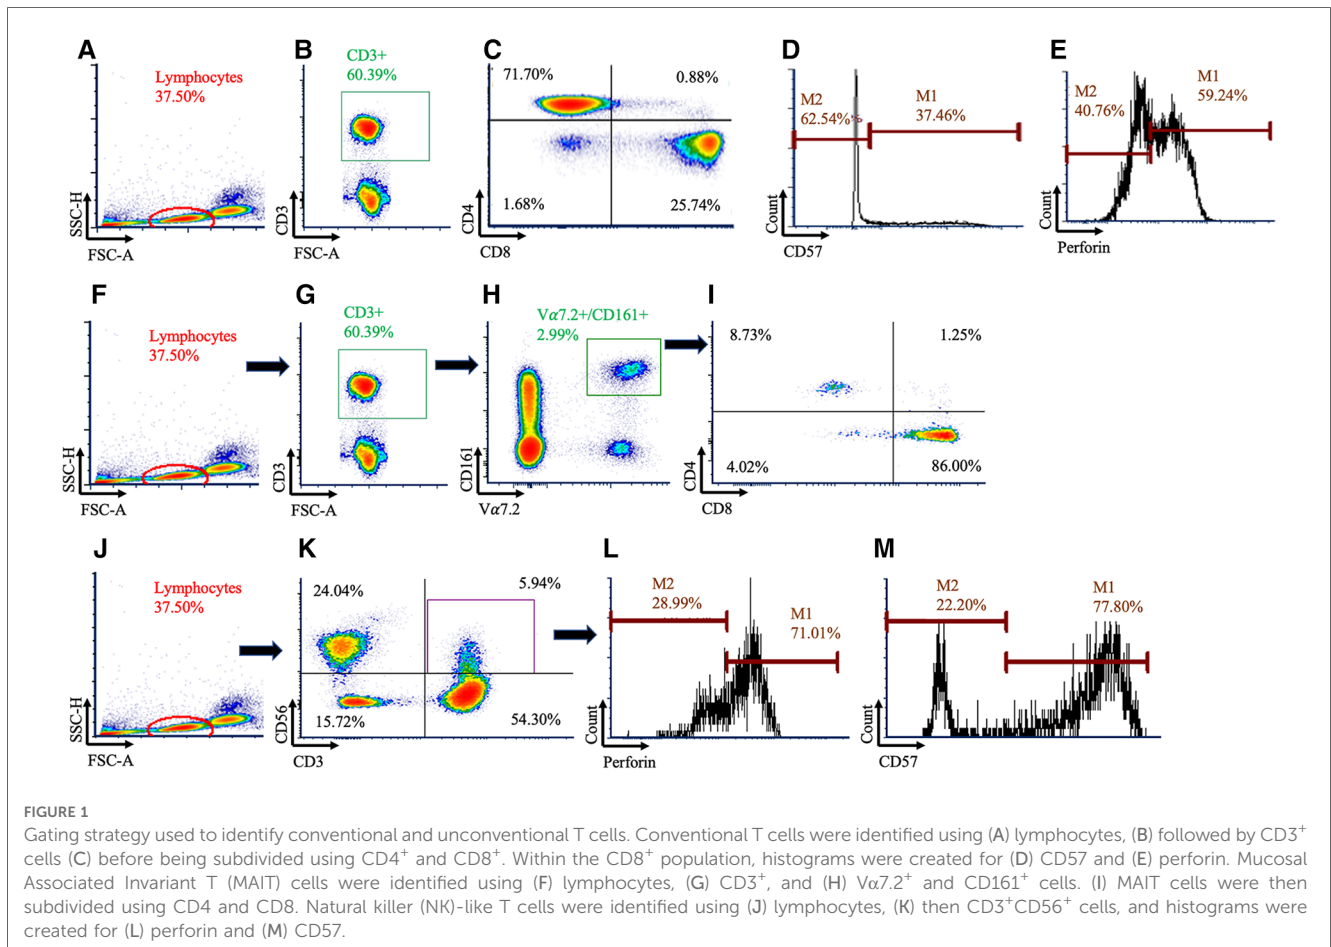 A
Lymphocytes
37.50%
SSC-H
FSC-A
B
CD3+
60.39%
CD3
FSC-A
C
71.70%
0.88%
1.68%
25.74%
CD4
CD8
D
M2
62.54%
M1
37.46%
Count
CD57
E
M2
40.76%
M1
59.24%
Count
Perforin
F
Lymphocytes
37.50%
SSC-H
FSC-A
G
CD3+
60.39%
CD3
FSC-A
H
Vα7.2+/CD161+
2.99%
CD161
Vα7.2
I
8.73%
1.25%
4.02%
86.00%
CD4
CD8
J
Lymphocytes
37.50%
SSC-H
FSC-A
K
24.04%
5.94%
15.72%
54.30%
CD56
CD3
L
M2
28.99%
M1
71.01%
Count
Perforin
M
M2
22.20%
M1
77.80%
Count
CD57
FIGURE 1
Gating strategy used to identify conventional and unconventional T cells. Conventional T cells were identified using (A) lymphocytes, (B) followed by CD3⁺
cells (C) before being subdivided using CD4⁺ and CD8⁺. Within the CD8⁺ population, histograms were created for (D) CD57 and (E) perforin. Mucosal
Associated Invariant T (MAIT) cells were identified using (F) lymphocytes, (G) CD3⁺, and (H) Vα7.2⁺ and CD161⁺ cells. (I) MAIT cells were then
subdivided using CD4 and CD8. Natural killer (NK)-like T cells were identified using (J) lymphocytes, (K) then CD3⁺CD56⁺ cells, and histograms were
created for (L) perforin and (M) CD57.